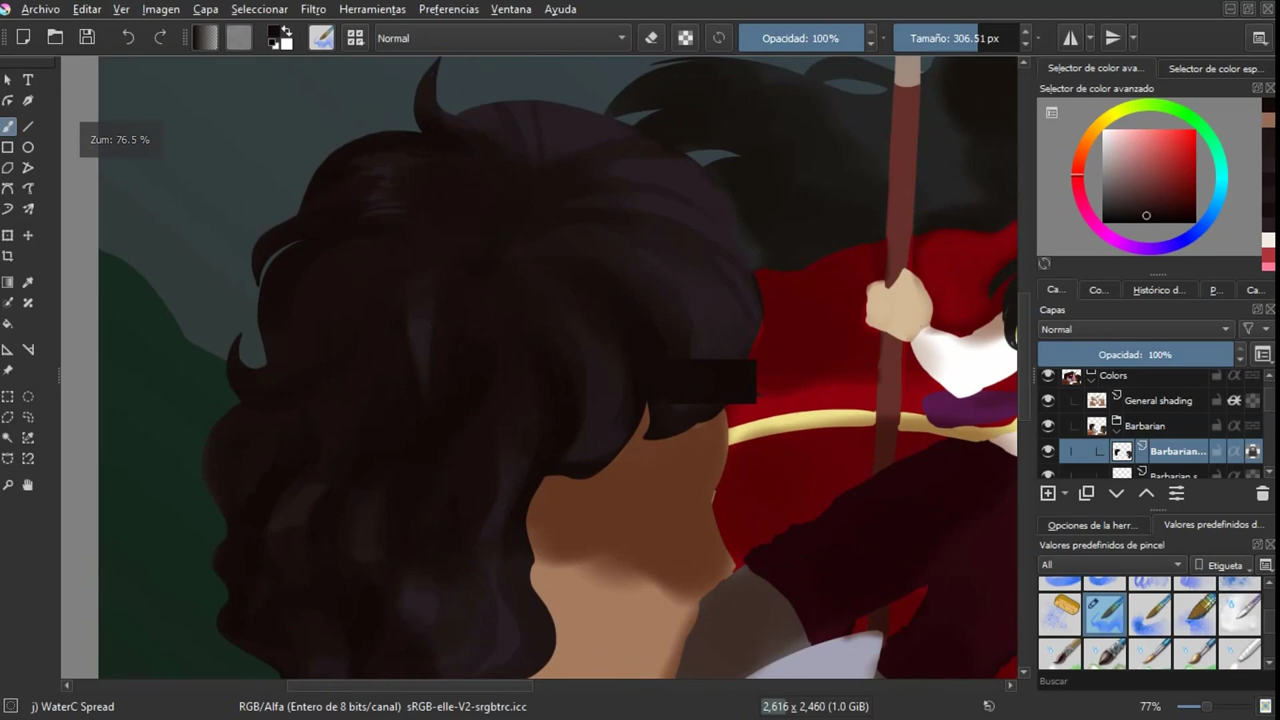 Archivo Editar Ver Imagen Capa Seleccionar Filtro Herramientas Preferencias Ventana Ayuda
Normal Opacidad: 100% Tamaño: 306.51 px
Selector de color ava... Selector de color esp...
Selector de color avanzado
Zum: 76.5 %
Ca... Co... Histórico d... P... Ca...
Capas
Normal
Opacidad: 100%
Colors
General shading
Barbarian
Barbarian...
Barbarian s
Opciones de la herr... Valores predefinidos d...
Valores predefinidos de pincel
All Etiqueta
Buscar
j) WaterC Spread RGB/Alfa (Entero de 8 bits/canal) sRGB-elle-V2-srgbtrc.icc 2,616 x 2,460 (1.0 GiB) 77%